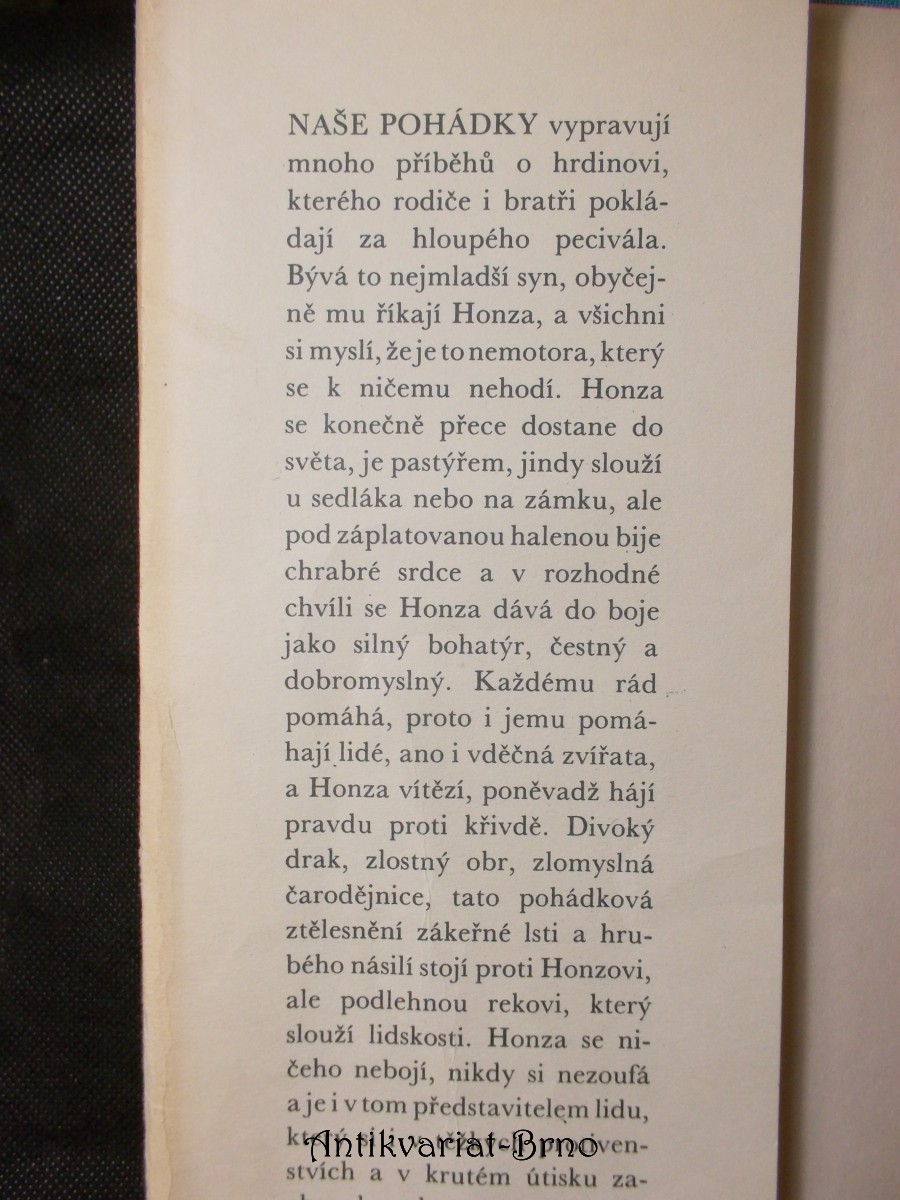 NAŠE POHÁDKY vypravují
mnoho příběhů o hrdinovi,
kterého rodiče i bratři poklá-
dají za hloupého pecivála.
Bývá to nejmladší syn, obyčej-
ně mu říkají Honza, a všichni
si myslí, že je to nemotora, který
se k ničemu nehodí. Honza
se konečně přece dostane do
světa, je pastýřem, jindy slouží
u sedláka nebo na zámku, ale
pod záplatovanou halenou bije
chrabré srdce a v rozhodné
chvíli se Honza dává do boje
jako silný bohatýr, čestný a
dobromyslný. Každému rád
pomáhá, proto i jemu pomá-
hají lidé, ano i vděčná zvířata,
a Honza vítězí, poněvadž hájí
pravdu proti křivdě. Divoký
drak, zlostný obr, zlomyslná
čarodějnice, tato pohádková
ztělesnění zákeřné lsti a hru-
bého násilí stojí proti Honzovi,
ale podlehnou rekovi, který
slouží lidskosti. Honza se ni-
čeho nebojí, nikdy si nezoufá
a je i v tom představitelem lidu,
který si i v těžkých
Antikvariat-Brno
stvích a v krutém útisku za-